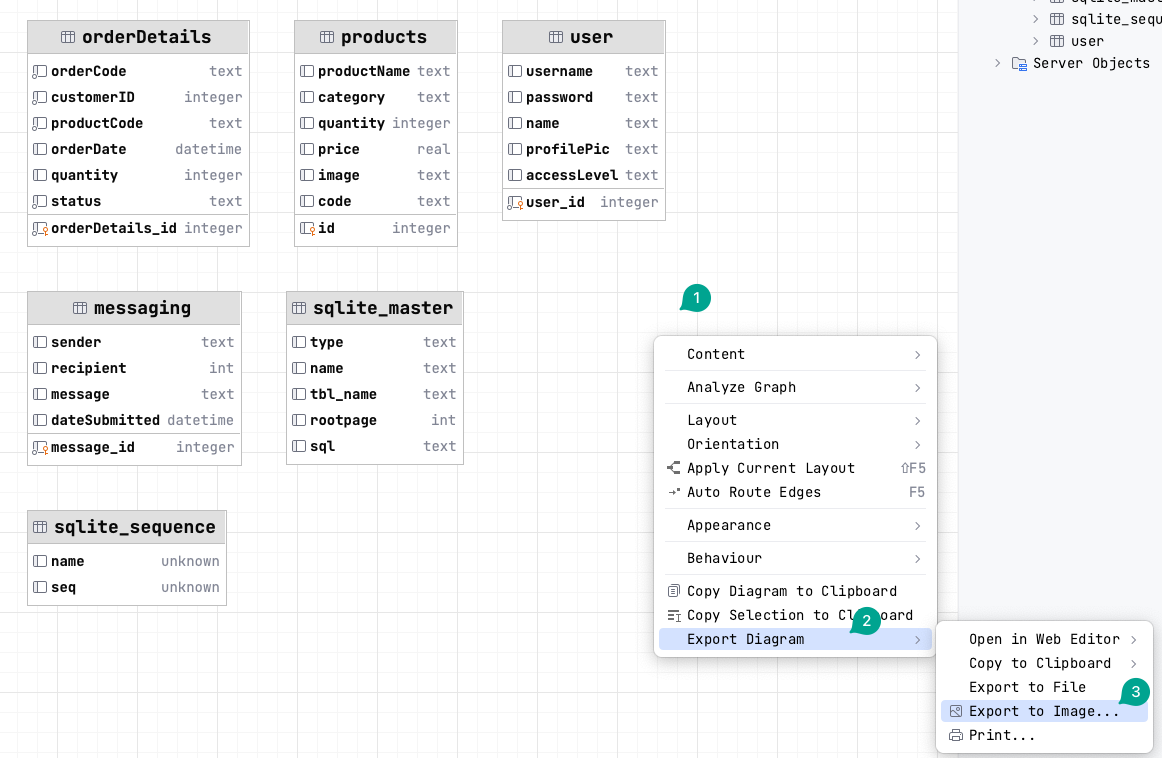 orderDetails
orderCode text
customerID integer
productCode text
orderDate datetime
quantity integer
status text
orderDetails_id integer
products
productName text
category text
quantity integer
price real
image text
code text
id integer
user
username text
password text
name text
profilePic text
accessLevel text
user_id integer
sqlite_sequ
user
Server Objects
messaging
sender text
recipient int
message text
dateSubmitted datetime
message_id integer
sqlite_master
type text
name text
tbl_name text
rootpage int
sql text
sqlite_sequence
name unknown
seq unknown
1
Content
Analyze Graph
Layout
Orientation
Apply Current Layout ⇧F5
Auto Route Edges F5
Appearance
Behaviour
Copy Diagram to Clipboard
Copy Selection to Cl board
2
Export Diagram
Open in Web Editor
Copy to Clipboard
Export to File
3
Export to Image...
Print...